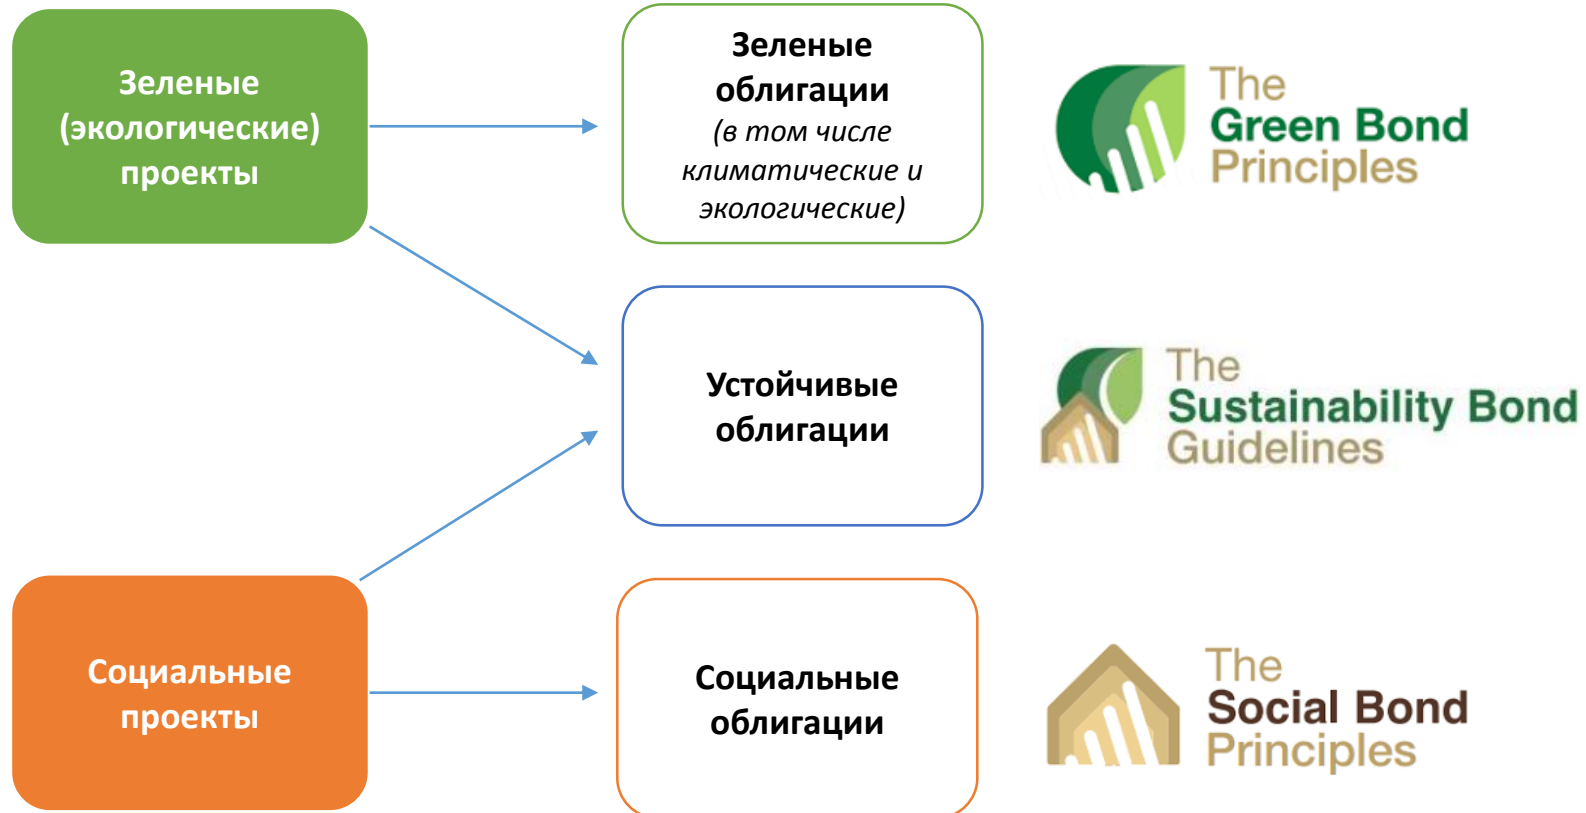 Зеленые
(экологические)
проекты
Зеленые
облигации
(в том числе
климатические и
экологические)
The
Green Bond
Principles
Устойчивые
облигации
The
Sustainability Bond
Guidelines
Социальные
проекты
Социальные
облигации
The
Social Bond
Principles